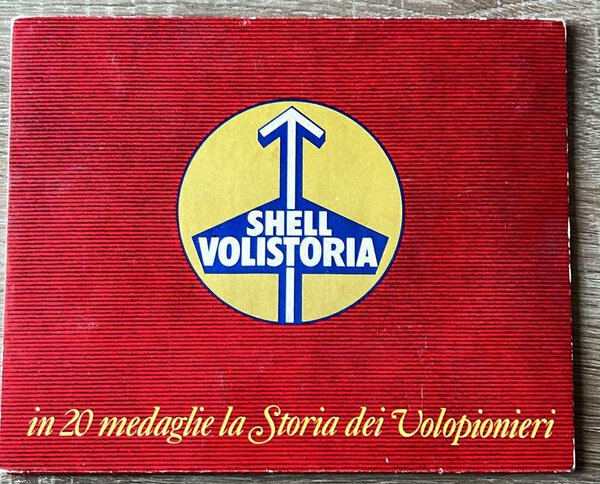 SHELL
VOLISTORIA
in 20 medaglie la Storia dei Volopionieri